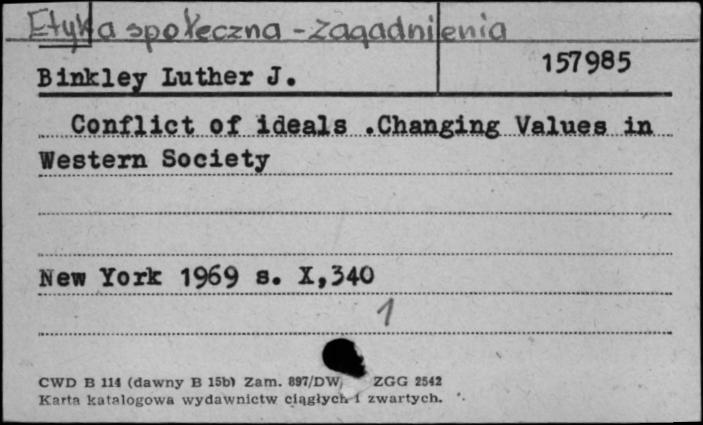 Etyka społeczna - zagadnienia
Binkley Luther J.
157985
Conflict of ideals .Changing Values in
Western Society
New York 1969 s. X,340
1
CWD B 114 (dawny B 15b) Zam. 897/DW/ ZGG 2542
Karta katalogowa wydawnictw ciągłych i zwartych.